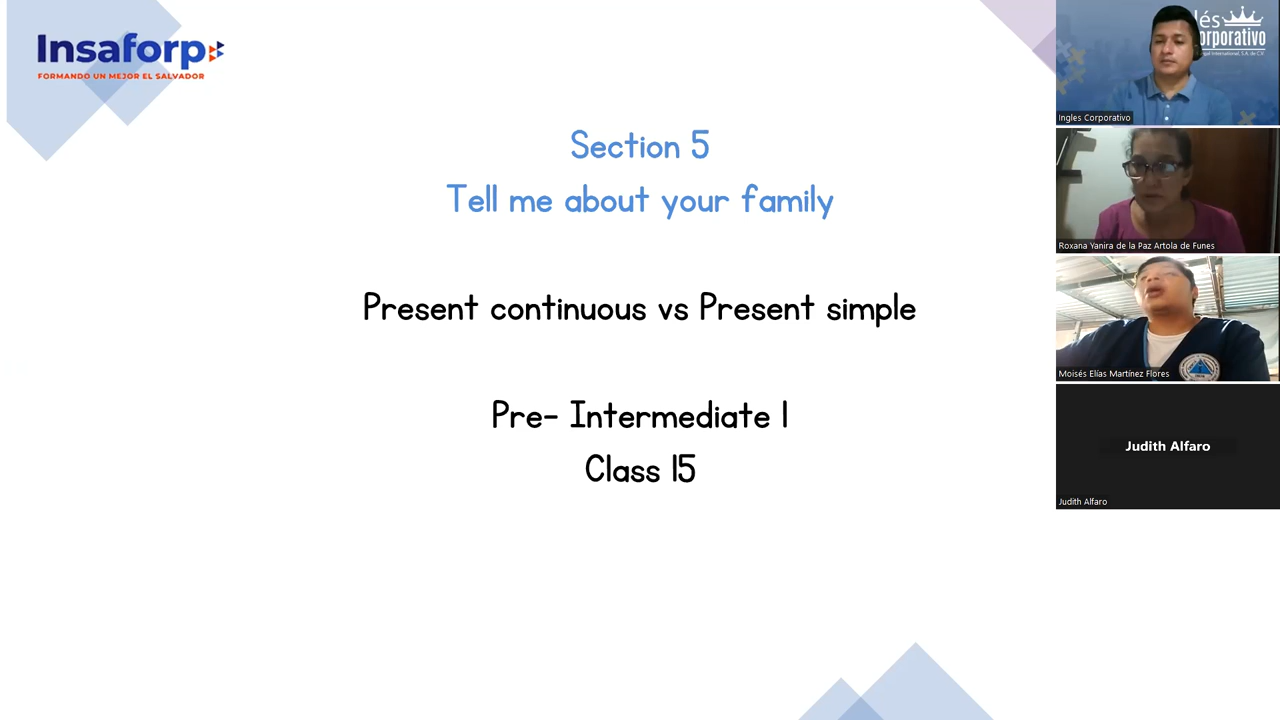 Insaforp
FORMANDO UN MEJOR EL SALVADOR
Section 5
Tell me about your family
Present continuous vs Present simple
Pre- Intermediate 1
Class 15
lés
orporativo
Ingles Corporativo
Roxana Yanira de la Paz Artola de Funes
Moisés Elías Martínez Flores
Judith Alfaro
Judith Alfaro